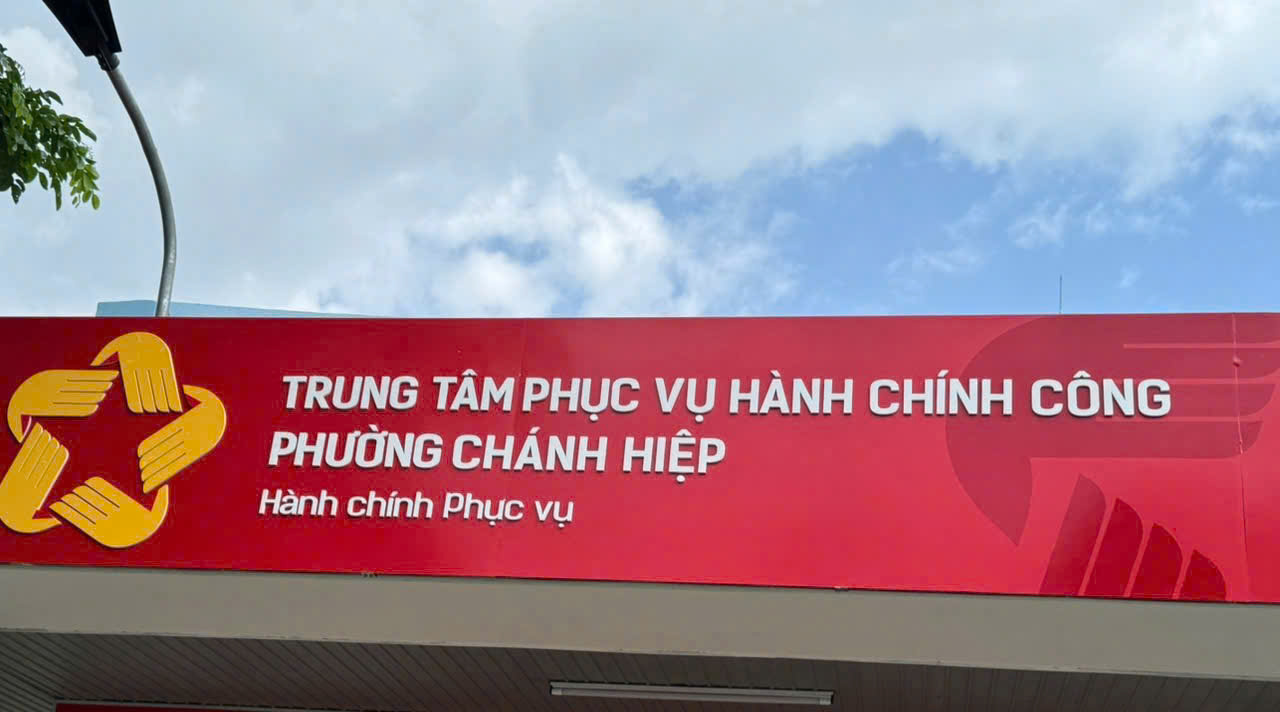 TRUNG TÂM PHỤC VỤ HÀNH CHÍNH CÔNG
PHƯỜNG CHÁNH HIỆP
Hành chính Phục vụ